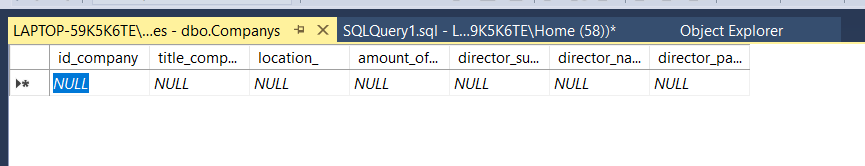 LAPTOP-59K5K6TE\...es - dbo.Companys SQLQuery1.sql - L...9K5K6TE\Home (58))* Object Explorer
id_company title_comp... location_ amount_of... director_su... director_na... director_pa...
NULL NULL NULL NULL NULL NULL NULL